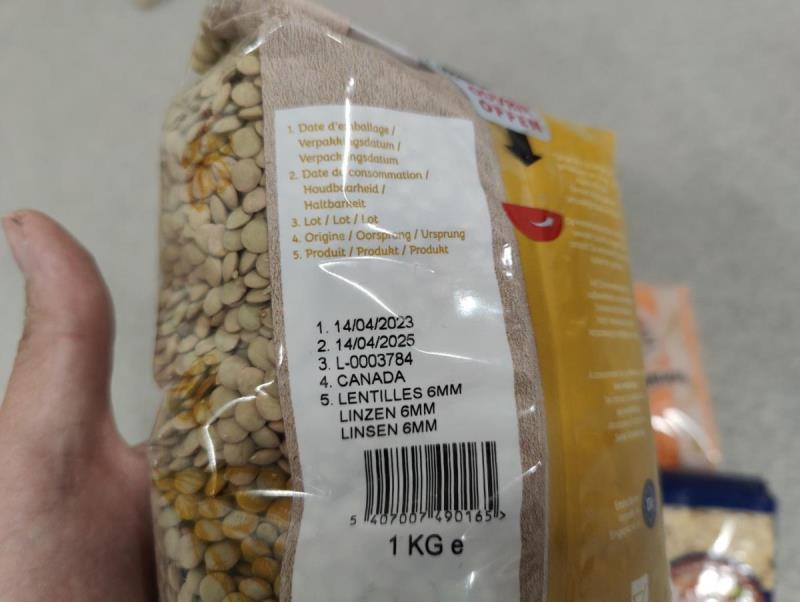 OUVRIR
OFFEN
1. Date d'emballage /
Verpakkingsdatum /
Verpackungsdatum
2. Date de consommation /
Houdbaarheid /
Haltbarkeit
3. Lot / Lot / Lot
4. Origine / Oorsprong / Ursprung
5. Produit / Produkt / Produkt
1. 14/04/2023
2. 14/04/2025
3. L-0003784
4. CANADA
5. LENTILLES 6MM
LINZEN 6MM
LINSEN 6MM
5 407007 490165 >
1 KG e